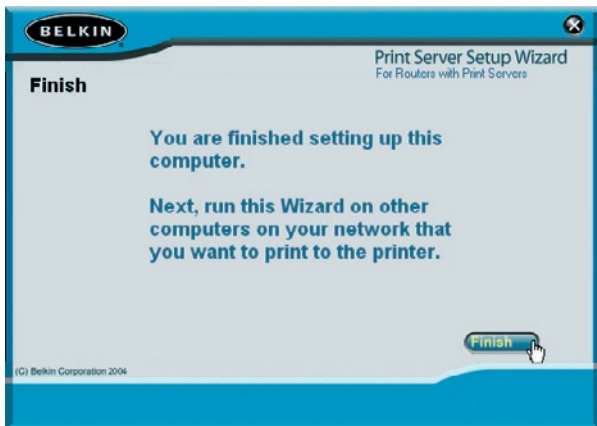 BELKIN
Print Server Setup Wizard
For Routers with Print Servers
Finish
You are finished setting up this
computer.
Next, run this Wizard on other
computers on your network that
you want to print to the printer.
Finish
(C) Belkin Corporation 2004